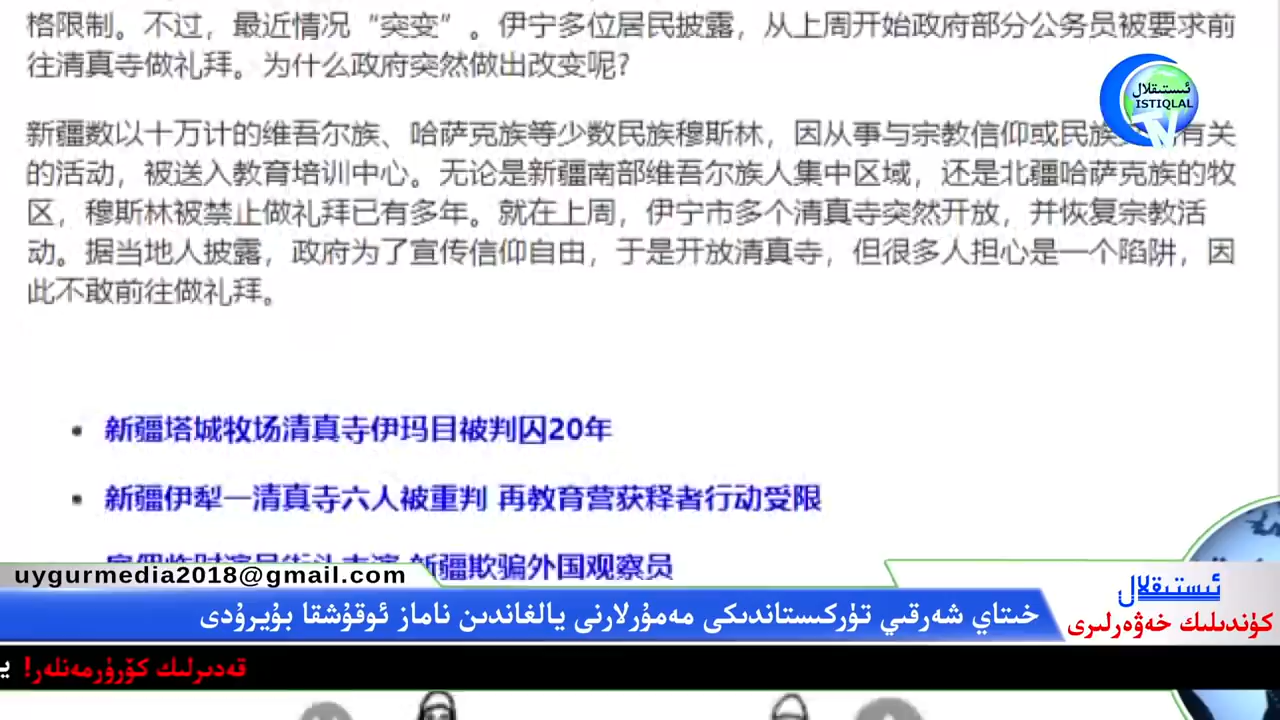 格限制。不过，最近情况“突变”。伊宁多位居民披露，从上周开始政府部分公务员被要求前
往清真寺做礼拜。为什么政府突然做出改变呢?
ئىستىقلال
ISTIQLAL
TV
新疆数以十万计的维吾尔族、哈萨克族等少数民族穆斯林，因从事与宗教信仰或民族 有关
的活动，被送入教育培训中心。无论是新疆南部维吾尔族人集中区域，还是北疆哈萨克族的牧
区，穆斯林被禁止做礼拜已有多年。就在上周，伊宁市多个清真寺突然开放，并恢复宗教活
动。据当地人披露，政府为了宣传信仰自由，于是开放清真寺，但很多人担心是一个陷阱，因
此不敢前往做礼拜。
• 新疆塔城牧场清真寺伊玛目被判囚20年
• 新疆伊犁一清真寺六人被重判 再教育营获释者行动受限
新疆欺骗外国观察员
uygurmedia2018@gmail.com
ئىستىقلال
خىتاي شەرقىي تۈركىستاندىكى مەمۇرلارنى يالغاندىن ناماز ئوقۇشقا بۇيرۇدى
كۈندىلىك خەۋەرلىرى
قەدىرلىك كۆرۈرمەنلەر!